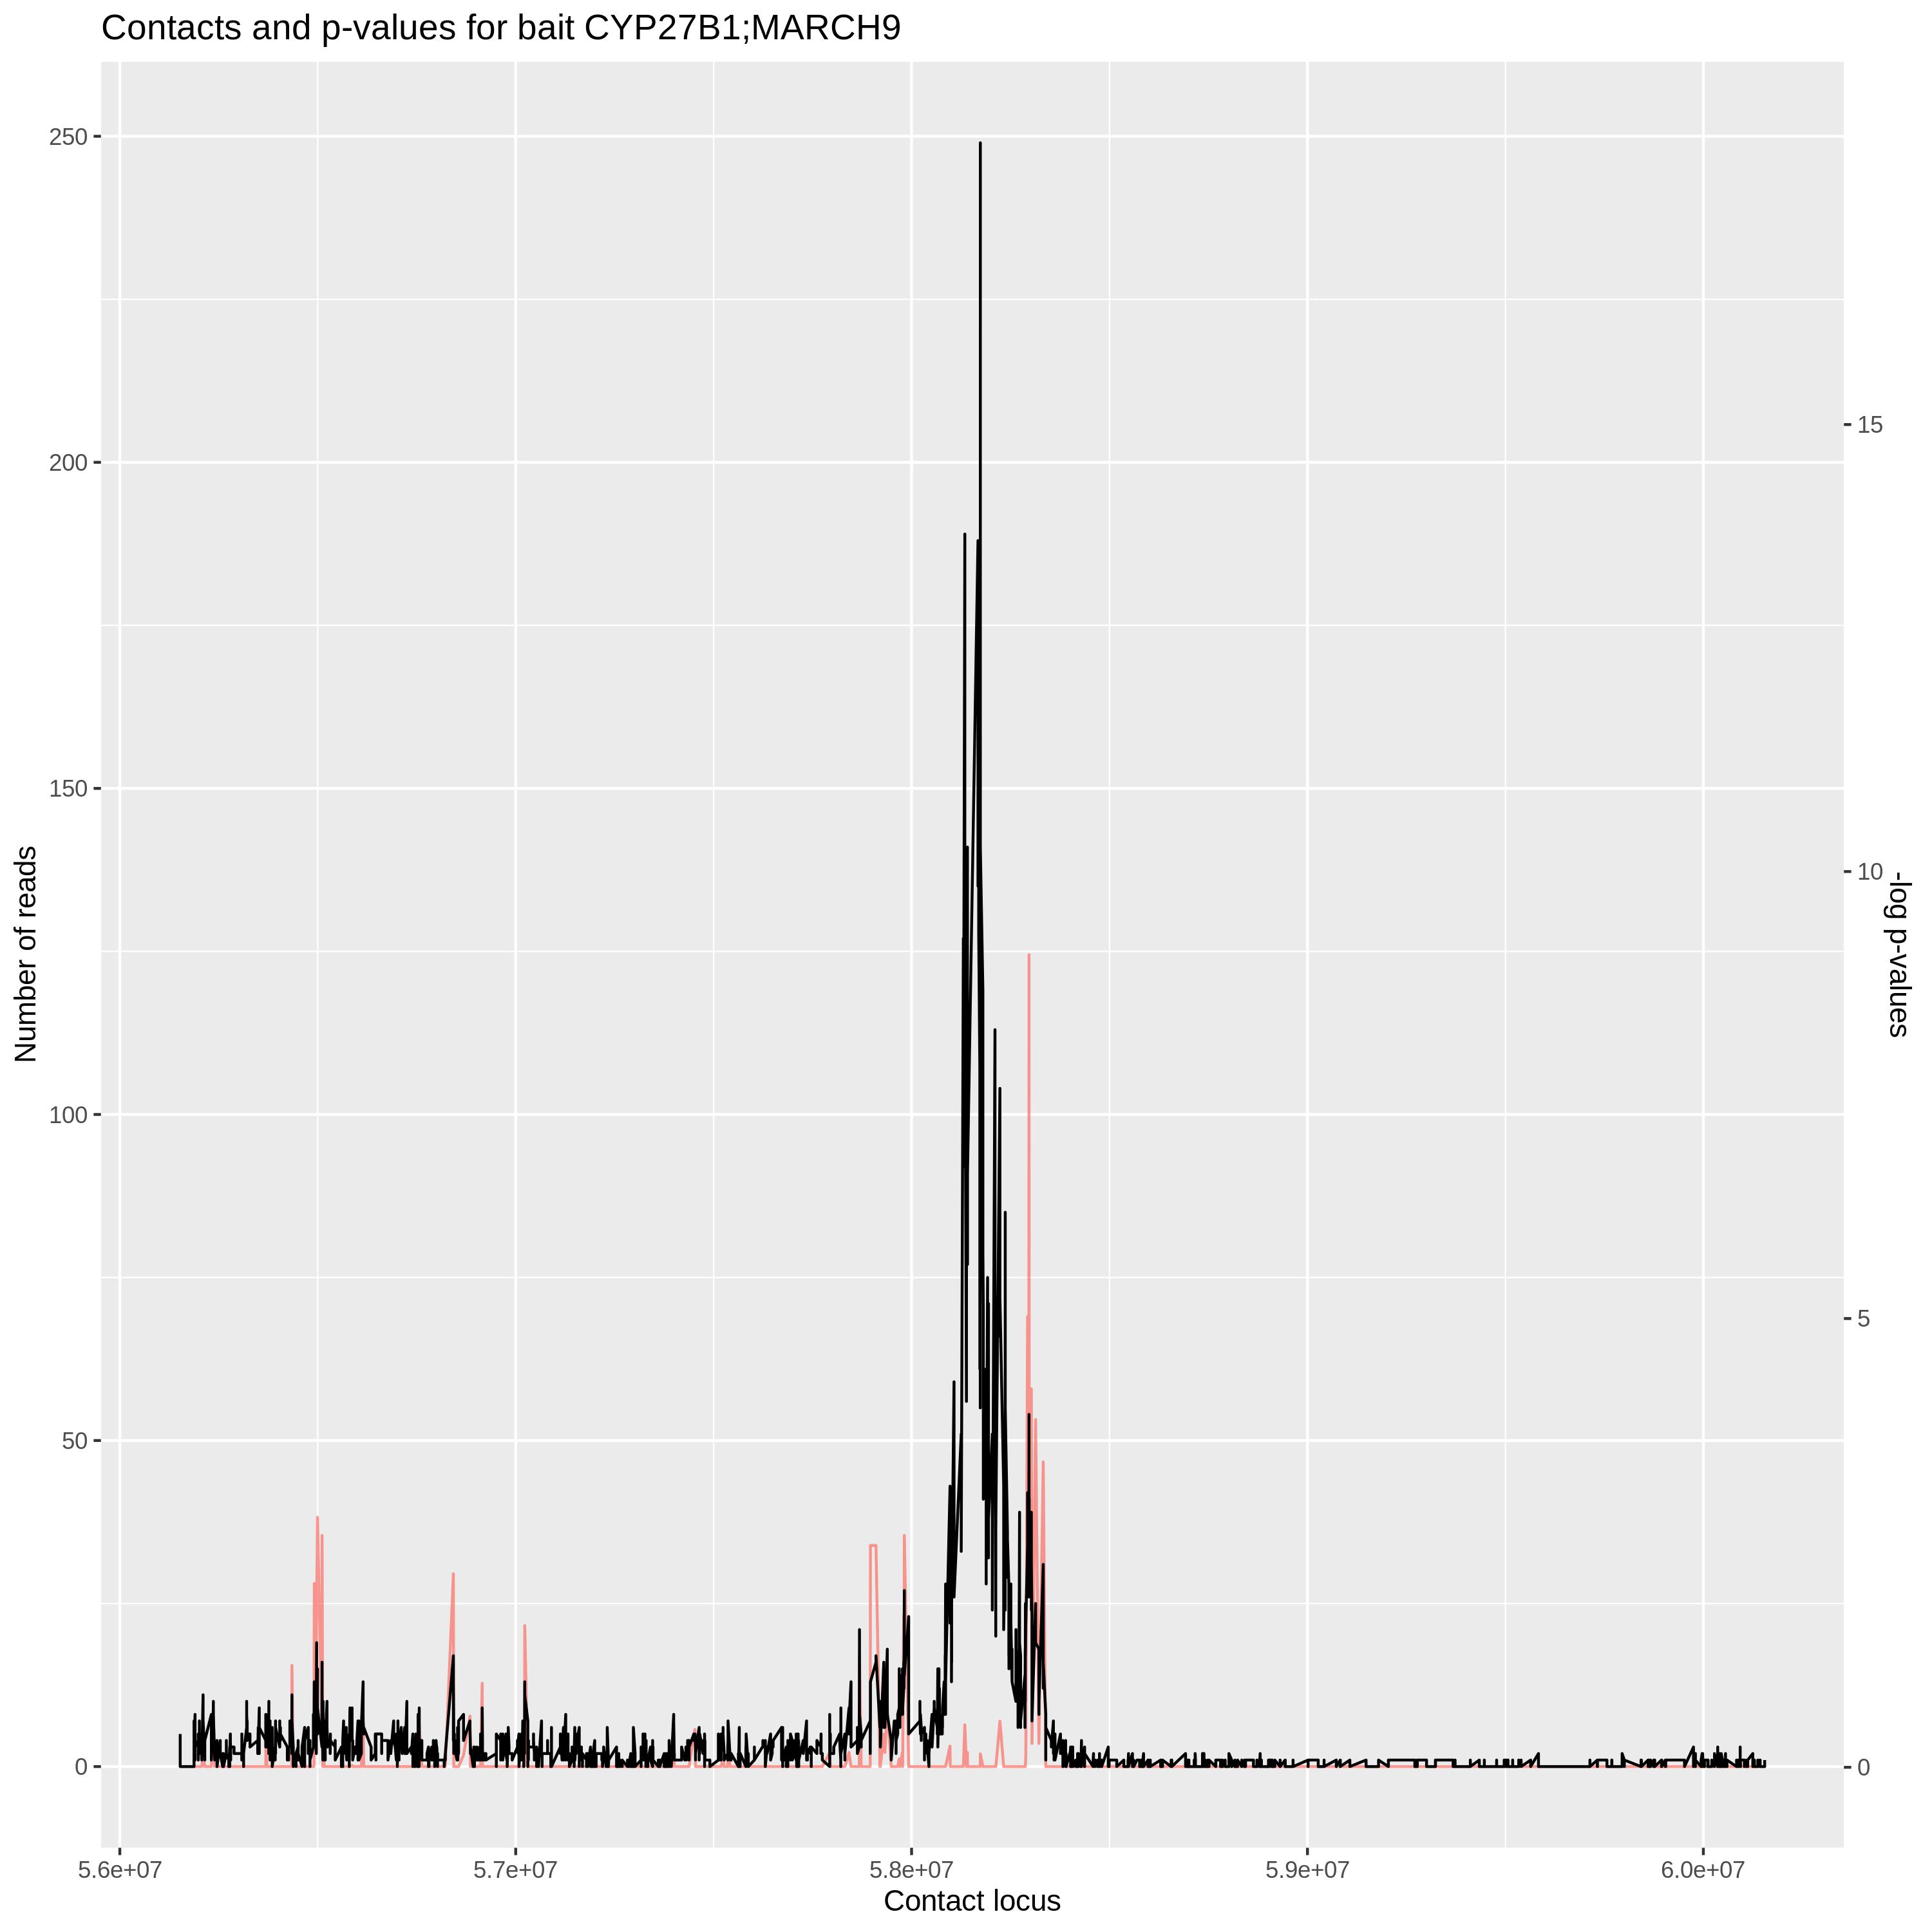 Contacts and p-values for bait CYP27B1;MARCH9
250
200
150
100
50
0
Number of reads
15
10
5
0
-log p-values
5.6e+07
5.7e+07
5.8e+07
5.9e+07
6.0e+07
Contact locus